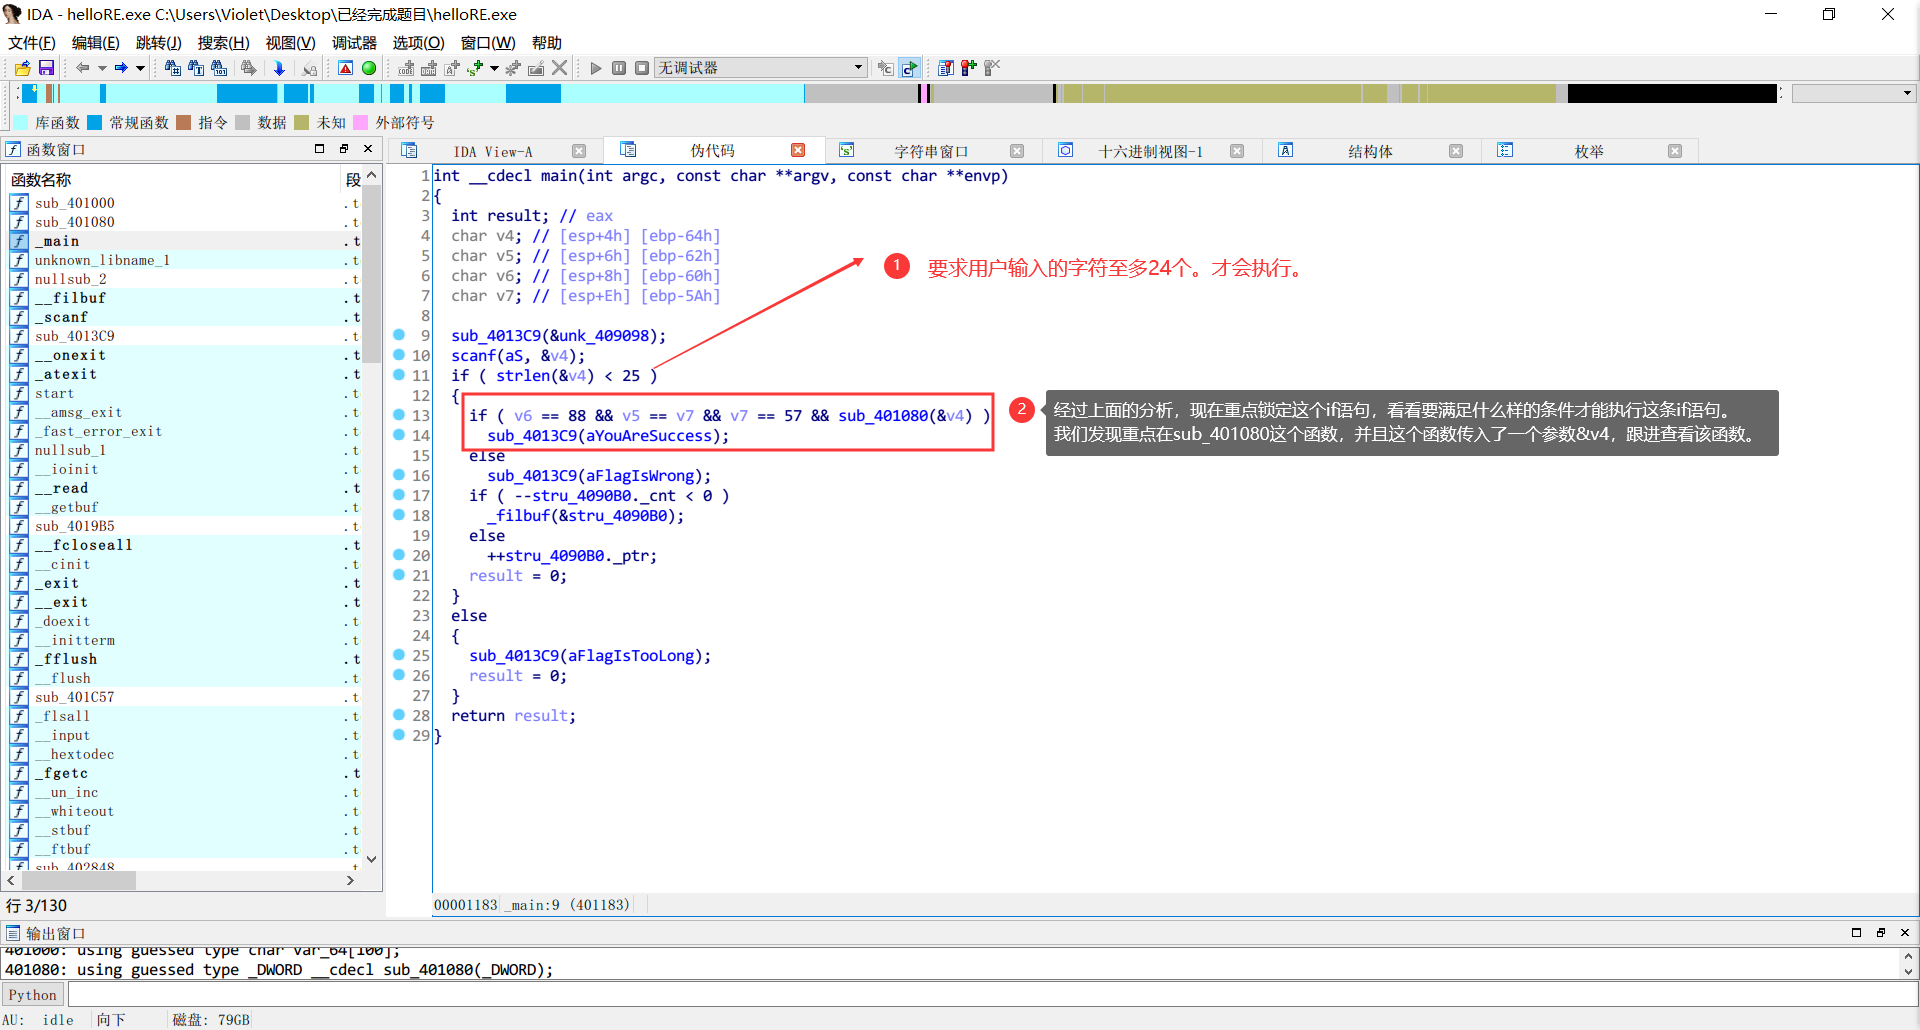 IDA - helloRE.exe C:\Users\Violet\Desktop\已经完成题目\helloRE.exe
文件(F) 编辑(E) 跳转(J) 搜索(H) 视图(V) 调试器 选项(O) 窗口(W) 帮助
无调试器
库函数 常规函数 指令 数据 未知 外部符号
函数窗口
IDA View-A 伪代码 字符串窗口 十六进制视图-1 结构体 枚举
函数名称 段
sub_401000 .t
sub_401080 .t
_main .t
unknown_libname_1 .t
nullsub_2 .t
__filbuf .t
_scanf .t
sub_4013C9 .t
__onexit .t
_atexit .t
start .t
__amsg_exit .t
_fast_error_exit .t
nullsub_1 .t
__ioinit .t
__read .t
__getbuf .t
sub_4019B5 .t
__fcloseall .t
__cinit .t
_exit .t
__exit .t
_doexit .t
__initterm .t
_fflush .t
__flush .t
sub_401C57 .t
_flsall .t
__input .t
__hextodec .t
_fgetc .t
__un_inc .t
__whiteout .t
__stbuf .t
__ftbuf .t
sub_402848 .t
行 3/130
1 int __cdecl main(int argc, const char **argv, const char **envp)
2 {
3 int result; // eax
4 char v4; // [esp+4h] [ebp-64h]
5 char v5; // [esp+6h] [ebp-62h]
6 char v6; // [esp+8h] [ebp-60h]
7 char v7; // [esp+Eh] [ebp-5Ah]
8
9 sub_4013C9(&unk_409098);
10 scanf(aS, &v4);
11 if ( strlen(&v4) < 25 )
12 {
13 if ( v6 == 88 && v5 == v7 && v7 == 57 && sub_401080(&v4) )
14 sub_4013C9(aYouAreSuccess);
15 else
16 sub_4013C9(aFlagIsWrong);
17 if ( --stru_4090B0._cnt < 0 )
18 _filbuf(&stru_4090B0);
19 else
20 ++stru_4090B0._ptr;
21 result = 0;
22 }
23 else
24 {
25 sub_4013C9(aFlagIsTooLong);
26 result = 0;
27 }
28 return result;
29 }
1 要求用户输入的字符至多24个。才会执行。
2 经过上面的分析，现在重点锁定这个if语句，看看要满足什么样的条件才能执行这条if语句。
我们发现重点在sub_401080这个函数，并且这个函数传入了一个参数&v4，跟进查看该函数。
00001183 _main:9 (401183)
输出窗口
401000: using guessed type char var_64[100];
401080: using guessed type _DWORD __cdecl sub_401080(_DWORD);
Python
AU: idle 向下 磁盘: 79GB